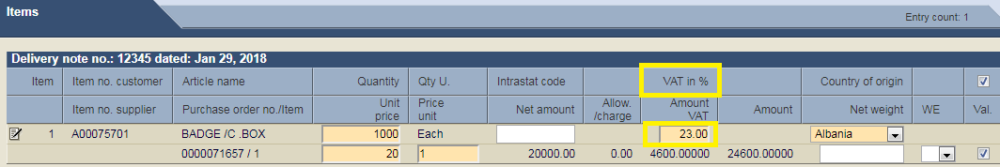 Items
Entry count: 1
Delivery note no.: 12345 dated: Jan 29, 2018
Item Item no. customer Article name Quantity Qty U. Intrastat code VAT in % Country of origin
Item no. supplier Purchase order no./Item Unit price Price unit Net amount Allow. /charge Amount VAT Amount Net weight WE Val.
1 A00075701 BADGE /C .BOX 1000 Each 23.00 Albania
0000071657 / 1 20 1 20000.00 0.00 4600.00000 24600.00000